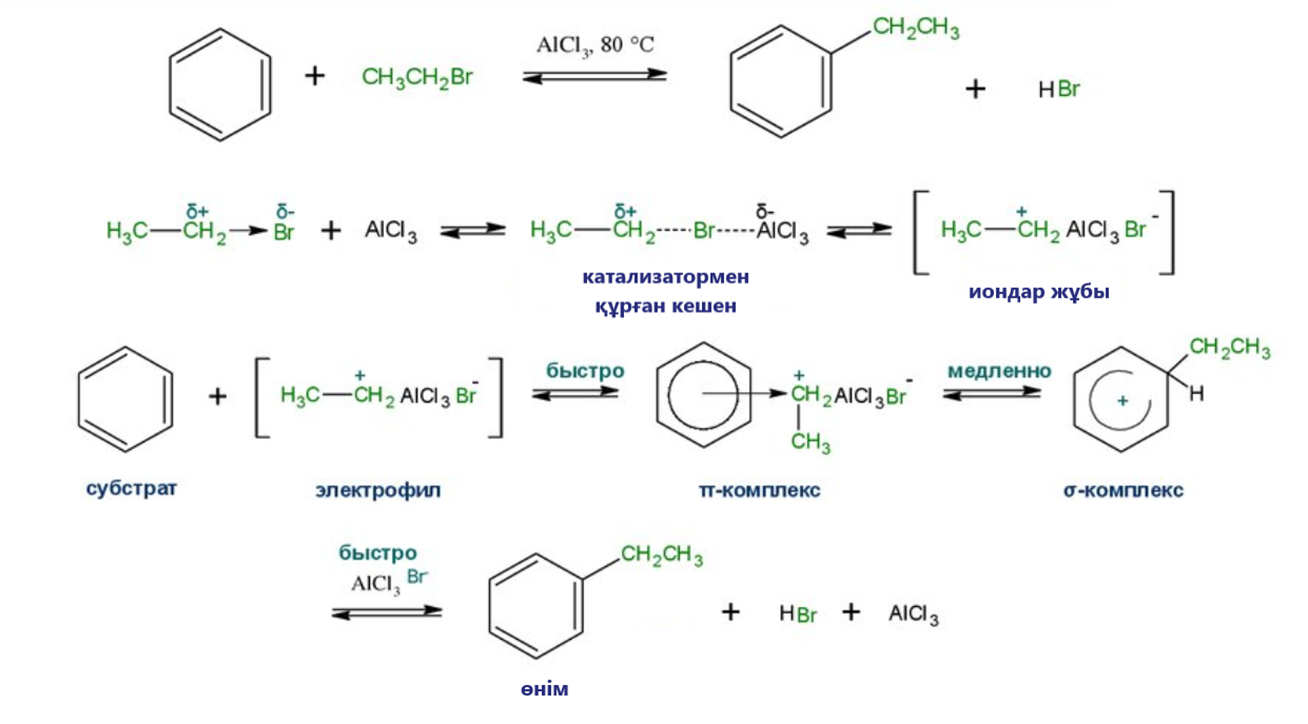 AlCl₃, 80 °C
+ CH₃CH₂Br CH₂CH₃ + HBr
δ+ δ- δ+ δ- + -
H₃C—CH₂ Br + AlCl₃ H₃C—CH₂-----Br-----AlCl₃ [H₃C—CH₂ AlCl₃ Br]
катализатормен
құрған кешен
иондар жұбы
быстро медленно CH₂CH₃
+ - + -
+ [H₃C—CH₂ AlCl₃ Br] CH₂AlCl₃Br + H
CH₃
субстрат электрофил π-комплекс σ-комплекс
быстро
AlCl₃ Br⁻ CH₂CH₃
+ HBr + AlCl₃
өнім